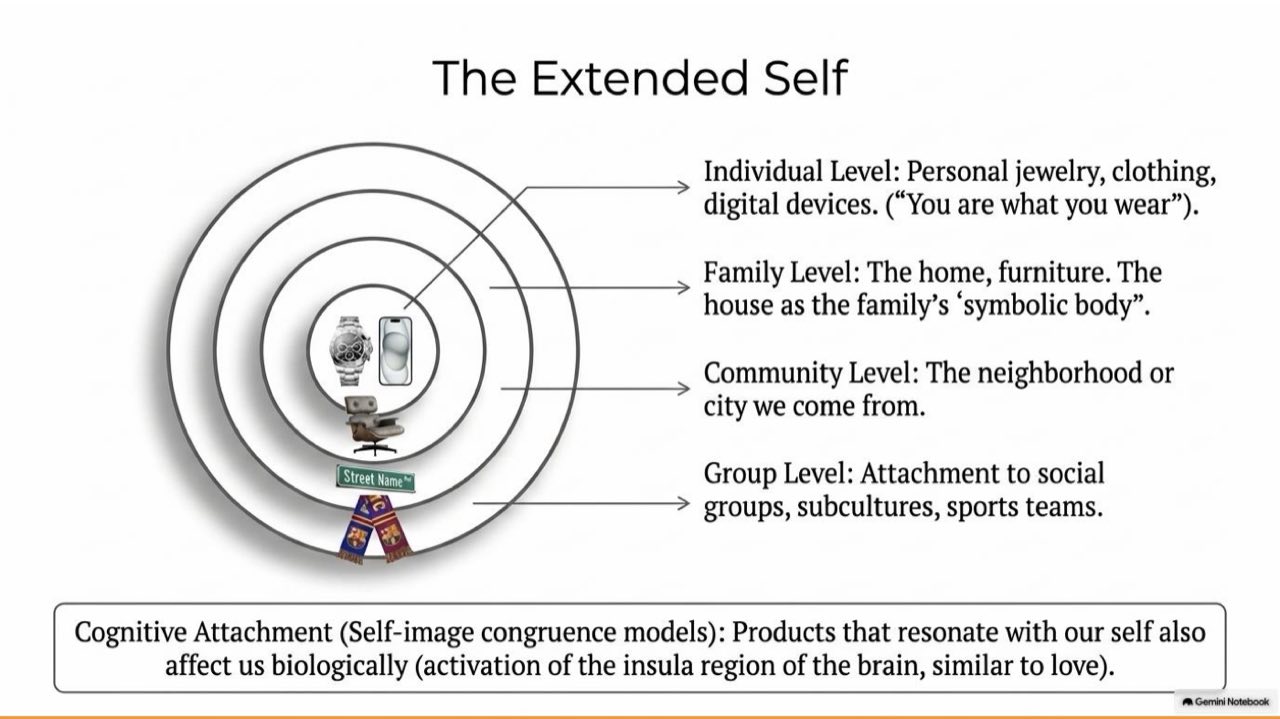 The Extended Self
Individual Level: Personal jewelry, clothing,
digital devices. (“You are what you wear”).
Family Level: The home, furniture. The
house as the family’s ‘symbolic body”.
Community Level: The neighborhood or
city we come from.
Street Name
Group Level: Attachment to social
groups, subcultures, sports teams.
Cognitive Attachment (Self-image congruence models): Products that resonate with our self also
affect us biologically (activation of the insula region of the brain, similar to love).
Gemini Notebook